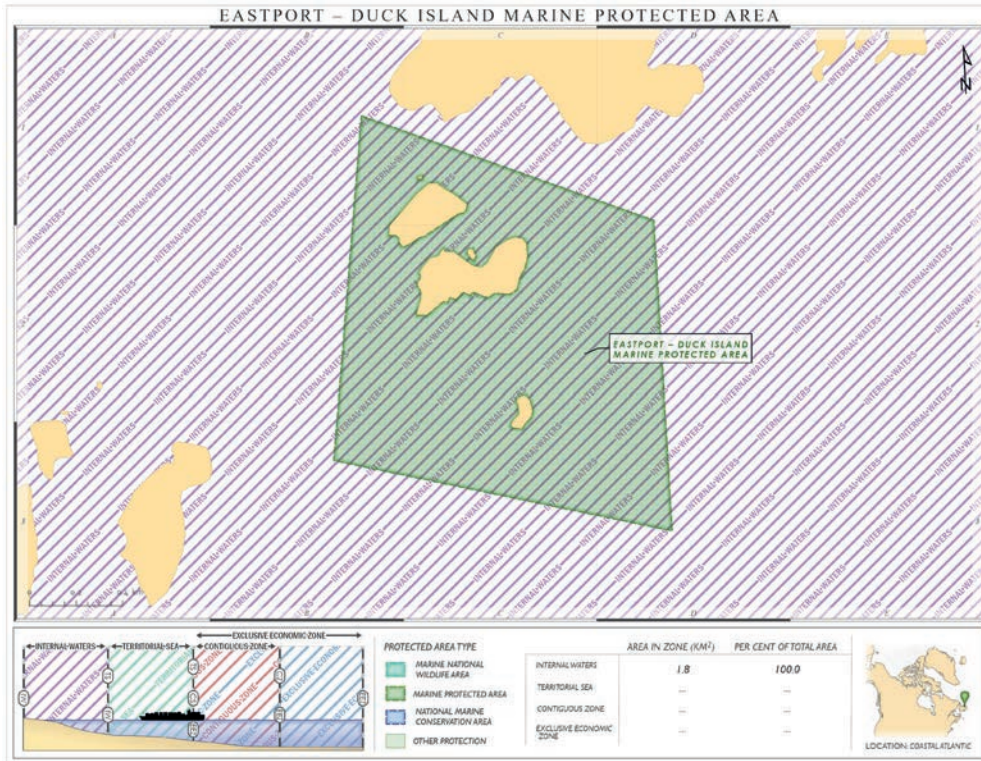 EASTPORT – DUCK ISLAND MARINE PROTECTED AREA
C
D
E
N
INTERNAL WATERS
EASTPORT – DUCK ISLAND
MARINE PROTECTED AREA
EXCLUSIVE ECONOMIC ZONE
INTERNAL WATERS
TERRITORIAL SEA
CONTIGUOUS ZONE
PROTECTED AREA TYPE
MARINE NATIONAL
WILDLIFE AREA
MARINE PROTECTED AREA
NATIONAL MARINE
CONSERVATION AREA
OTHER PROTECTION
AREA IN ZONE (KM²) PER CENT OF TOTAL AREA
INTERNAL WATERS 1.8 100.0
TERRITORIAL SEA ... ...
CONTIGUOUS ZONE ... ...
EXCLUSIVE ECONOMIC
ZONE ... ...
LOCATION: COASTAL ATLANTIC